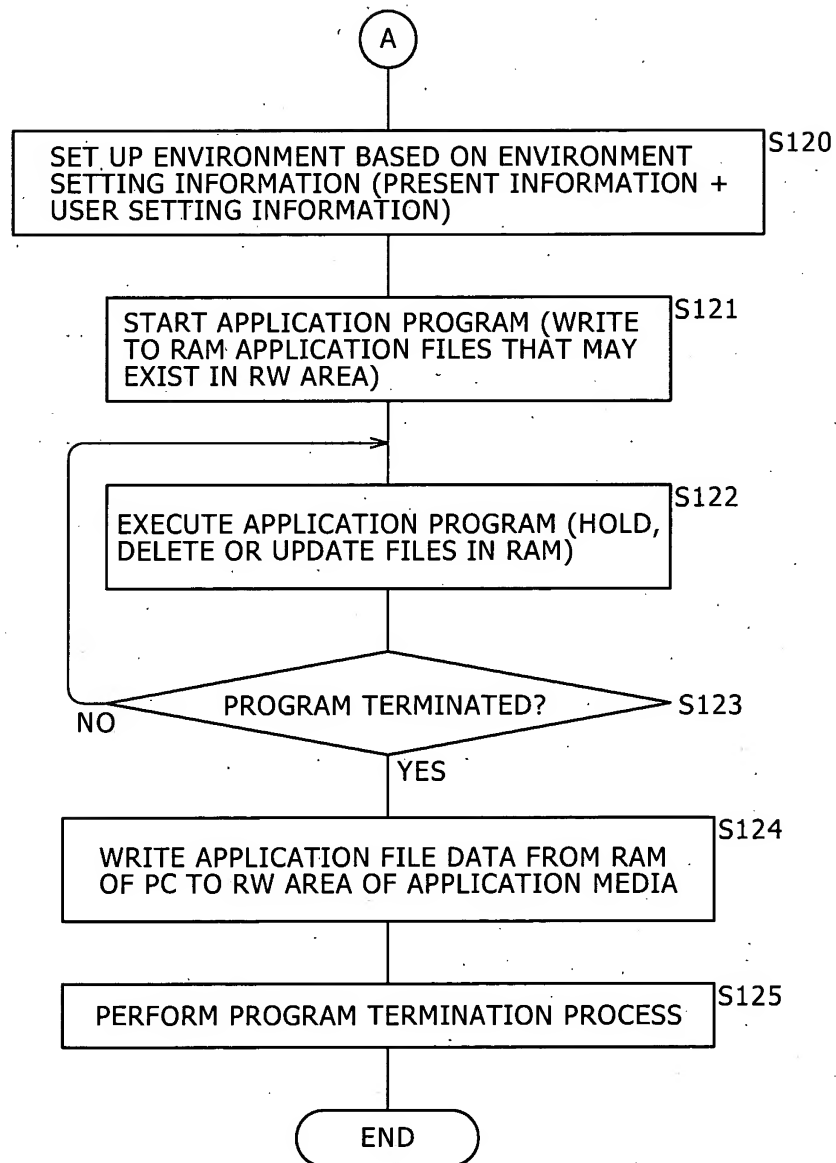 A
S120
SET UP ENVIRONMENT BASED ON ENVIRONMENT
SETTING INFORMATION (PRESENT INFORMATION +
USER SETTING INFORMATION)
S121
START APPLICATION PROGRAM (WRITE
TO RAM APPLICATION FILES THAT MAY
EXIST IN RW AREA)
S122
EXECUTE APPLICATION PROGRAM (HOLD,
DELETE OR UPDATE FILES IN RAM)
PROGRAM TERMINATED?
S123
NO
YES
S124
WRITE APPLICATION FILE DATA FROM RAM
OF PC TO RW AREA OF APPLICATION MEDIA
S125
PERFORM PROGRAM TERMINATION PROCESS
END